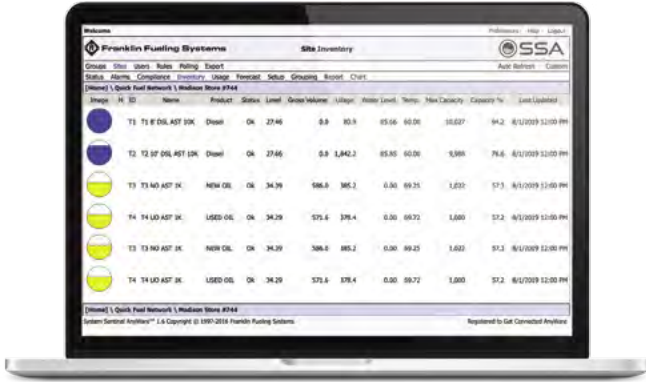 Welcome
Preferences Help Logout
Franklin Fueling Systems
Site Inventory
SSA
Groups Sites Users Rules Polling Export
Auto Refresh Custom
Status Alarms Compliance Inventory Usage Forecast Setup Grouping Report Chart
[Home] \ Quick Fuel Network \ Madison Store #744
Image H ID Name Product Status Level Gross Volume Ullage Water Level Temp. Max Capacity Capacity % Last Updated
T1 T1 8' DSL AST 10K Diesel Ok 27.46 0.0 80.9 85.66 60.00 10,027 94.2 8/1/2019 12:00 PM
T2 T2 10' DSL AST 10K Diesel Ok 27.66 0.0 1,842.2 85.85 60.00 9,988 76.6 8/1/2019 12:00 PM
T3 T3 NO AST 1K NEW OIL Ok 34.39 586.0 385.2 0.00 69.25 1,022 57.3 8/1/2019 12:00 PM
T4 T4 UO AST 1K USED OIL Ok 34.29 571.6 378.4 0.00 69.72 1,000 57.2 8/1/2019 12:00 PM
T3 T3 NO AST 1K NEW OIL Ok 34.39 586.0 385.2 0.00 69.25 1,022 57.3 8/1/2019 12:00 PM
T4 T4 UO AST 1K USED OIL Ok 34.29 571.6 378.4 0.00 69.72 1,000 57.2 8/1/2019 12:00 PM
[Home] \ Quick Fuel Network \ Madison Store #744
System Sentinel AnyWare™ 1.6 Copyright © 1997-2016 Franklin Fueling Systems
Registered to Get Connected AnyWare